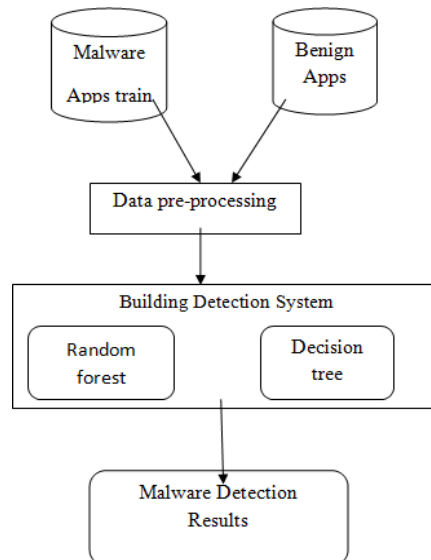 Malware
Apps train
Benign
Apps
Data pre-processing
Building Detection System
Random
forest
Decision
tree
Malware Detection
Results